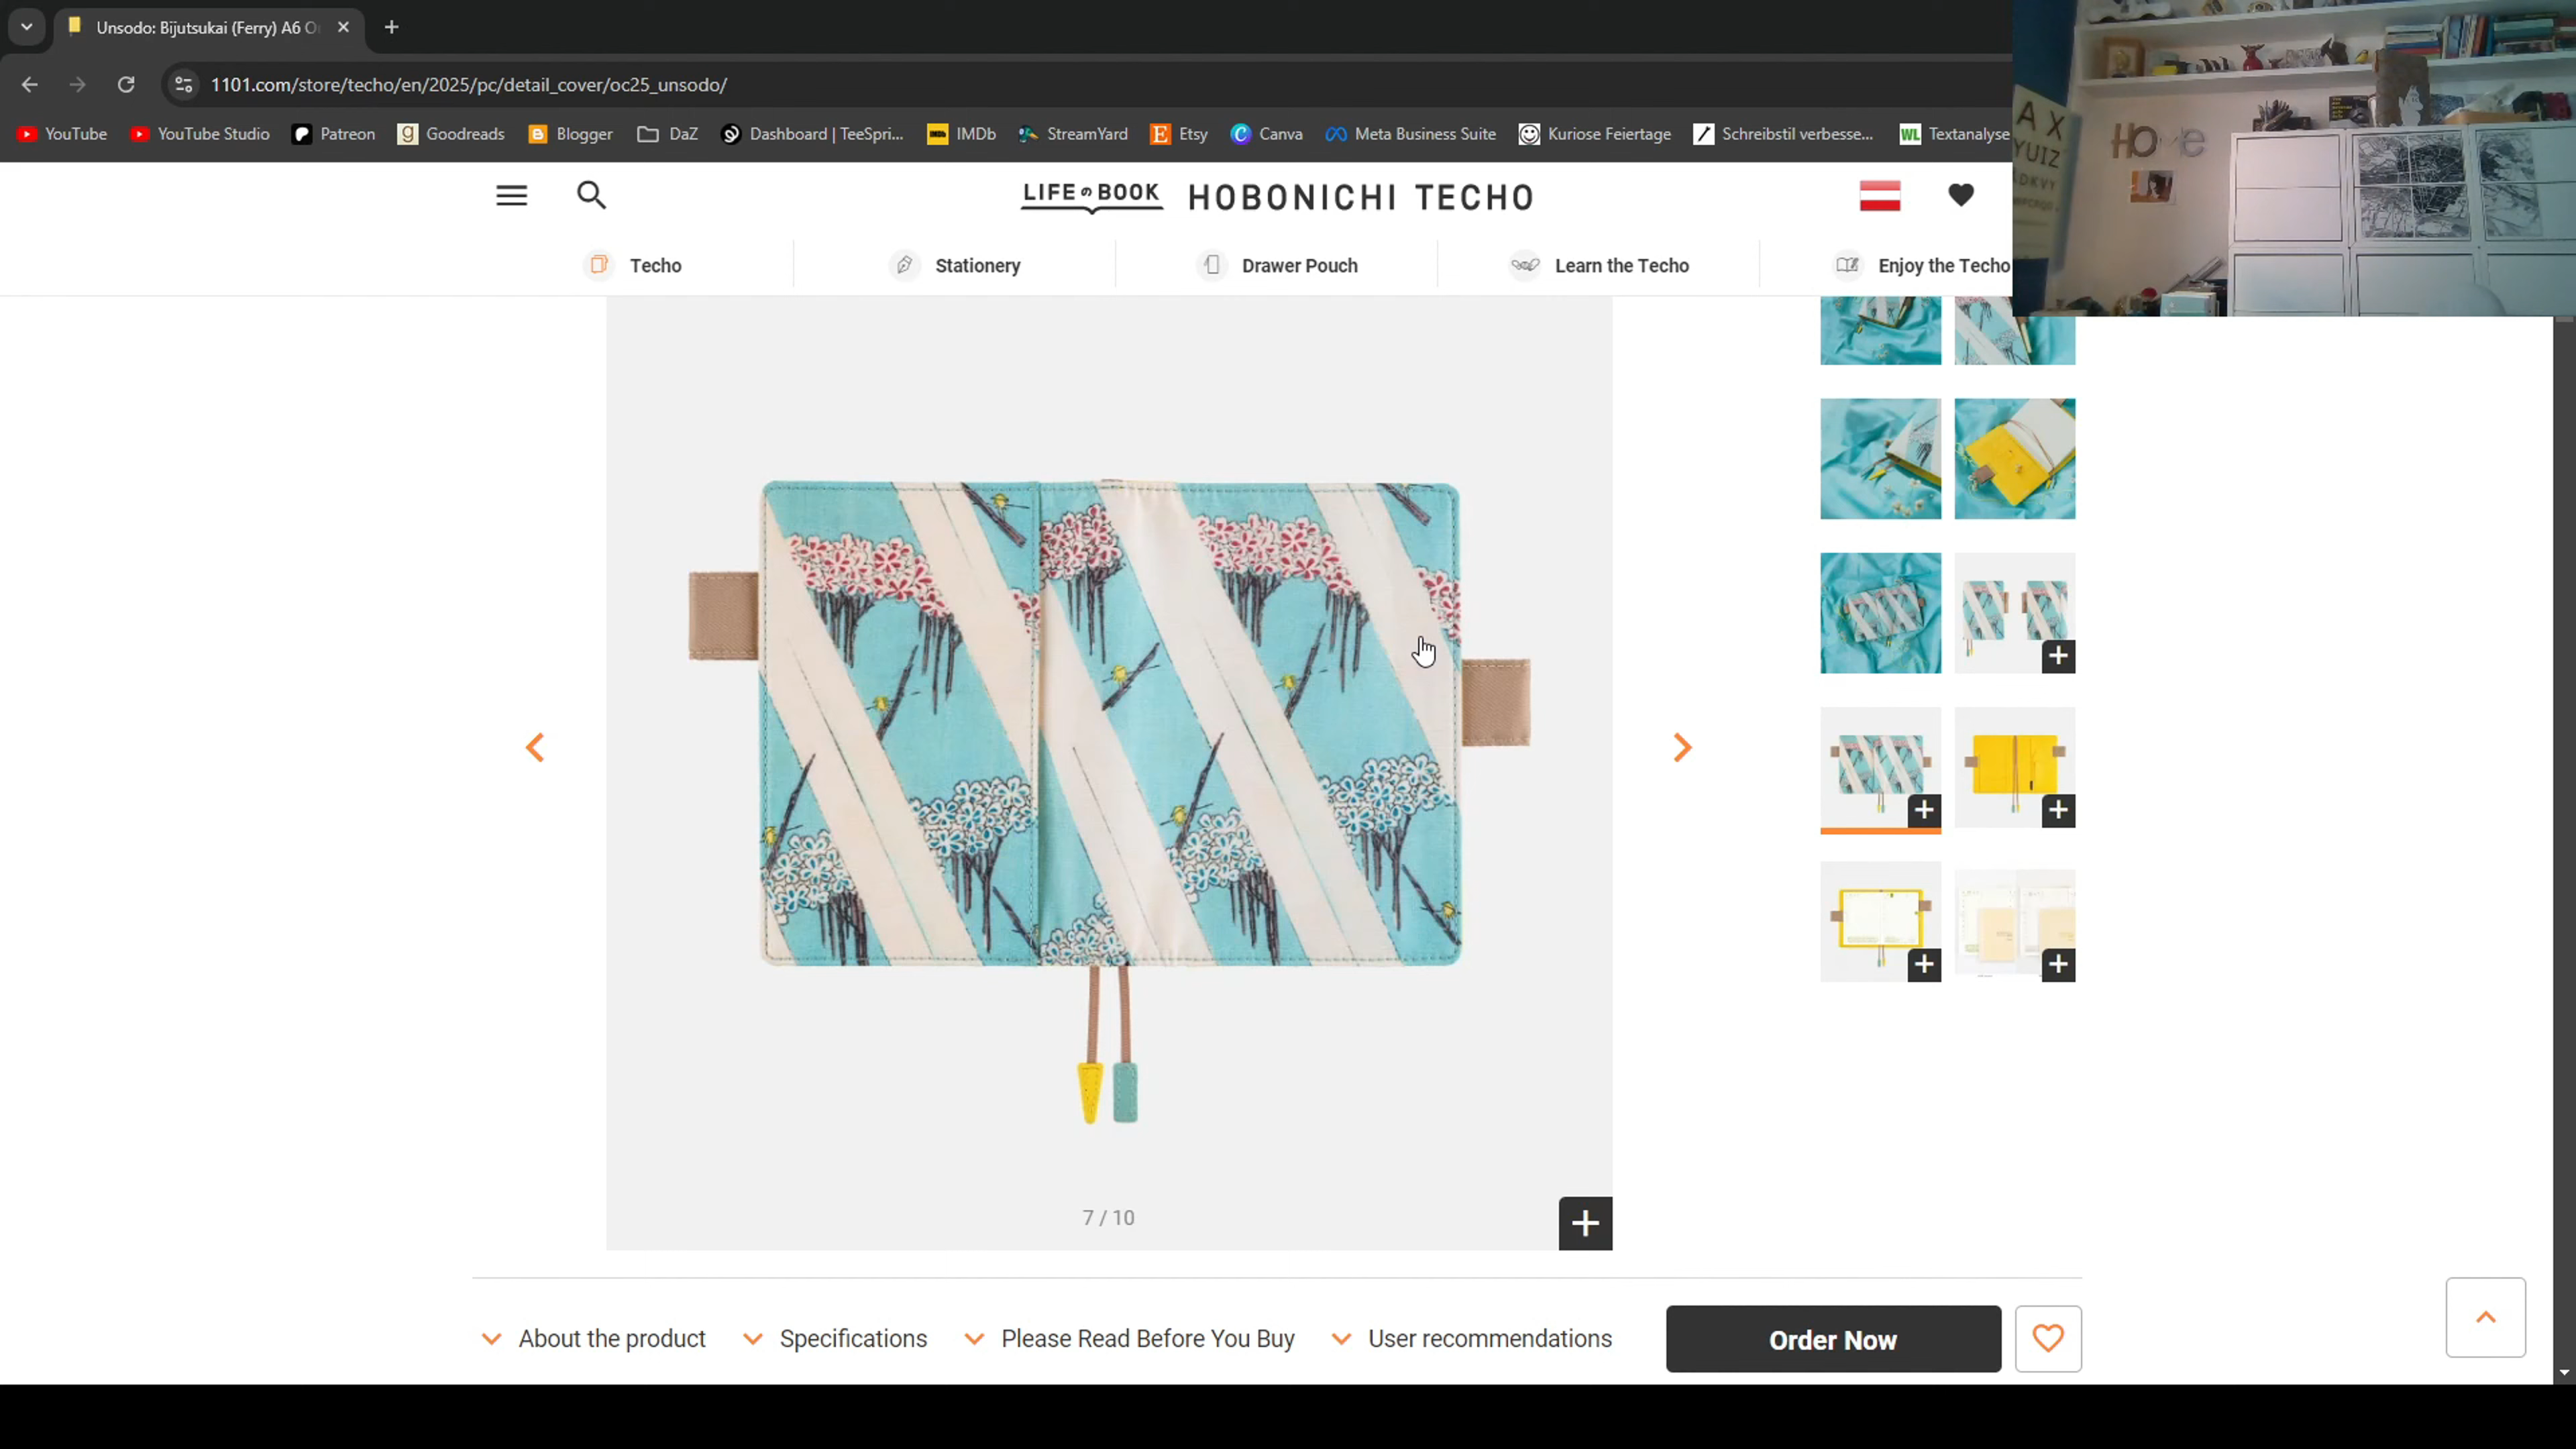 Unsodo: Bijutsukai (Ferry) A6 O
1101.com/store/techo/en/2025/pc/detail_cover/oc25_unsodo/
YouTube YouTube Studio Patreon Goodreads Blogger DaZ Dashboard | TeeSpri... IMDb StreamYard Etsy Canva Meta Business Suite Kuriose Feiertage Schreibstil verbesse... Textanalyse
LIFE BOOK HOBONICHI TECHO
Techo Stationery Drawer Pouch Learn the Techo Enjoy the Techo
A X
YUIZ
Home
7 / 10
About the product Specifications Please Read Before You Buy User recommendations Order Now